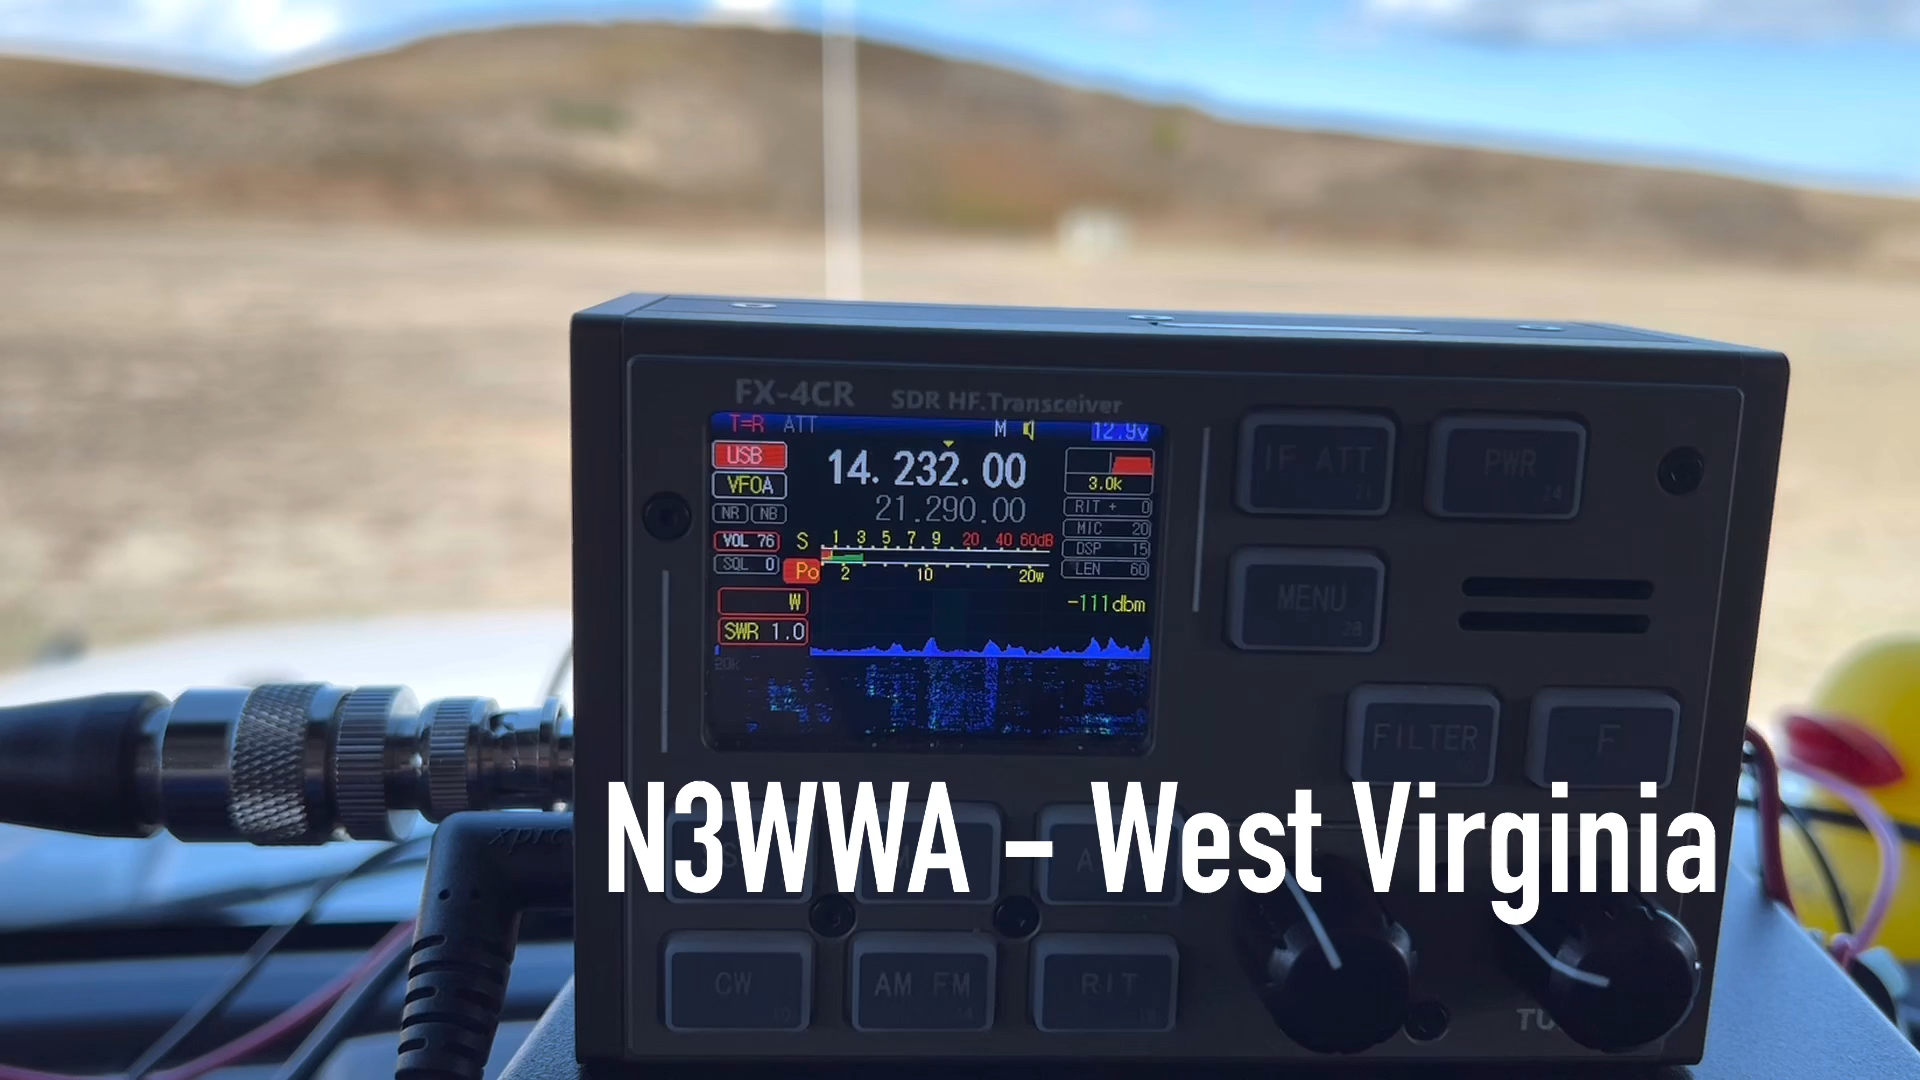 FX-4CR SDR HF.Transceiver
T=R ATT M 12.9v
USB
14. 232. 00
VFOA
3.0k
21.290.00
RIT + 0
NR NB
MIC 20
VOL 76
S 1 3 5 7 9 20 40 60dB
DSP 15
SQL 0
Po 2 10 20w
LEN 60
W
-111dbm
SWR 1.0
20k
IF ATT
PWR
24
MENU
FILTER
F
N3WWA – West Virginia
CW
AM FM
RIT